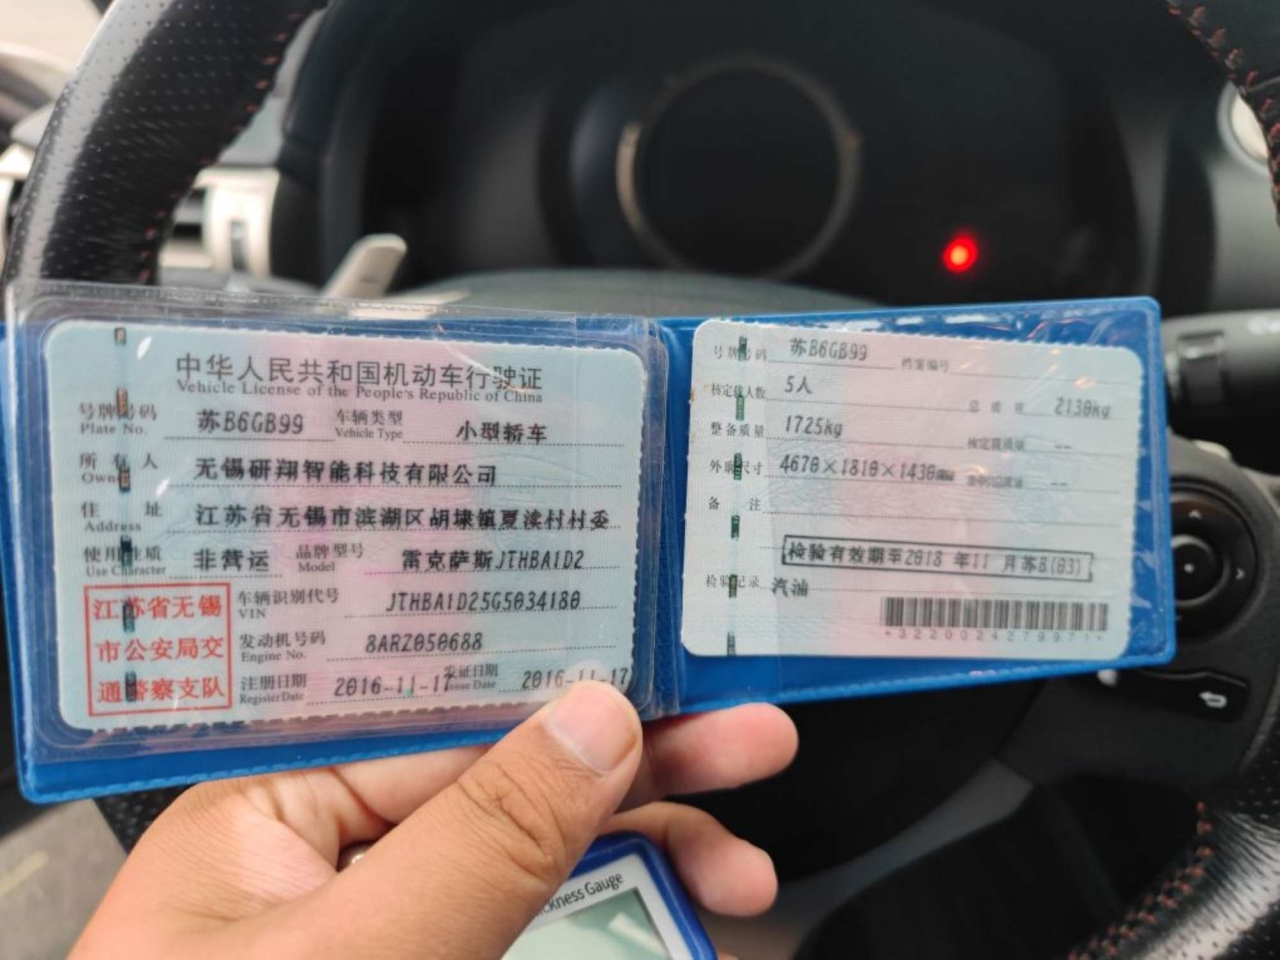 中华人民共和国机动车行驶证
Vehicle License of the People's Republic of China
号牌号码 苏B6GB99 车辆类型 小型轿车
Plate No. Vehicle Type
所有人 无锡研翔智能科技有限公司
Owner
住址 江苏省无锡市滨湖区胡埭镇夏渎村村委
Address
使用性质 非营运 品牌型号 雷克萨斯JTHBA1D2
Use Character Model
江苏省无锡
市公安局交
通警察支队
车辆识别代号 JTHBA1D25G5034180
VIN
发动机号码 8ARZ050688
Engine No.
注册日期 2016-11-17 发证日期 2016-11-17
Register Date Issue Date
号牌号码 苏B6GB99 档案编号
核定载人数 5人 总质量 2130kg
整备质量 1725kg 核定载质量 --
外廓尺寸 4670×1810×1430mm 准牵引总质量 --
备注
检验有效期至2018年11月苏B(03)
检验记录 汽油
*3220024279971*
ickness Gauge